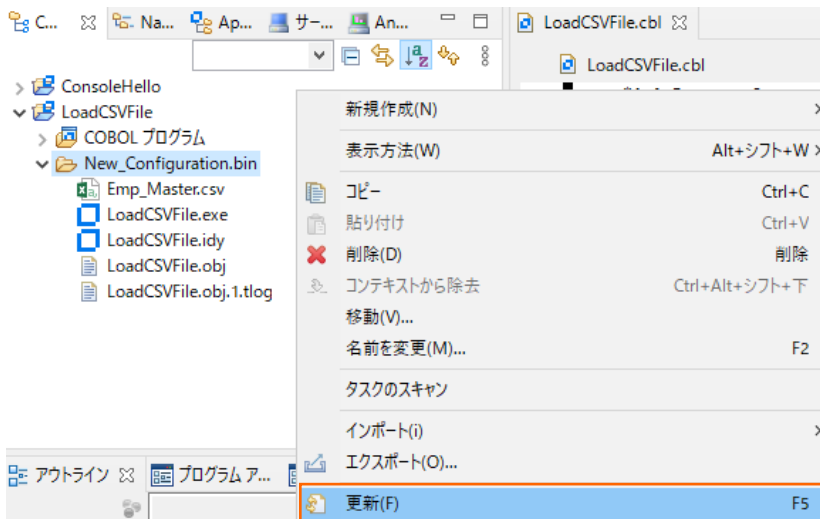 C... Na... Ap... サー... An...
LoadCSVFile.cbl
LoadCSVFile.cbl
ConsoleHello
LoadCSVFile
COBOL プログラム
New_Configuration.bin
Emp_Master.csv
LoadCSVFile.exe
LoadCSVFile.idy
LoadCSVFile.obj
LoadCSVFile.obj.1.tlog
新規作成(N)
表示方法(W) Alt+シフト+W
コピー Ctrl+C
貼り付け Ctrl+V
削除(D) 削除
コンテキストから除去 Ctrl+Alt+シフト+下
移動(V)...
名前を変更(M)... F2
タスクのスキャン
インポート(i)
エクスポート(O)...
更新(F) F5
アウトライン プログラム ア...